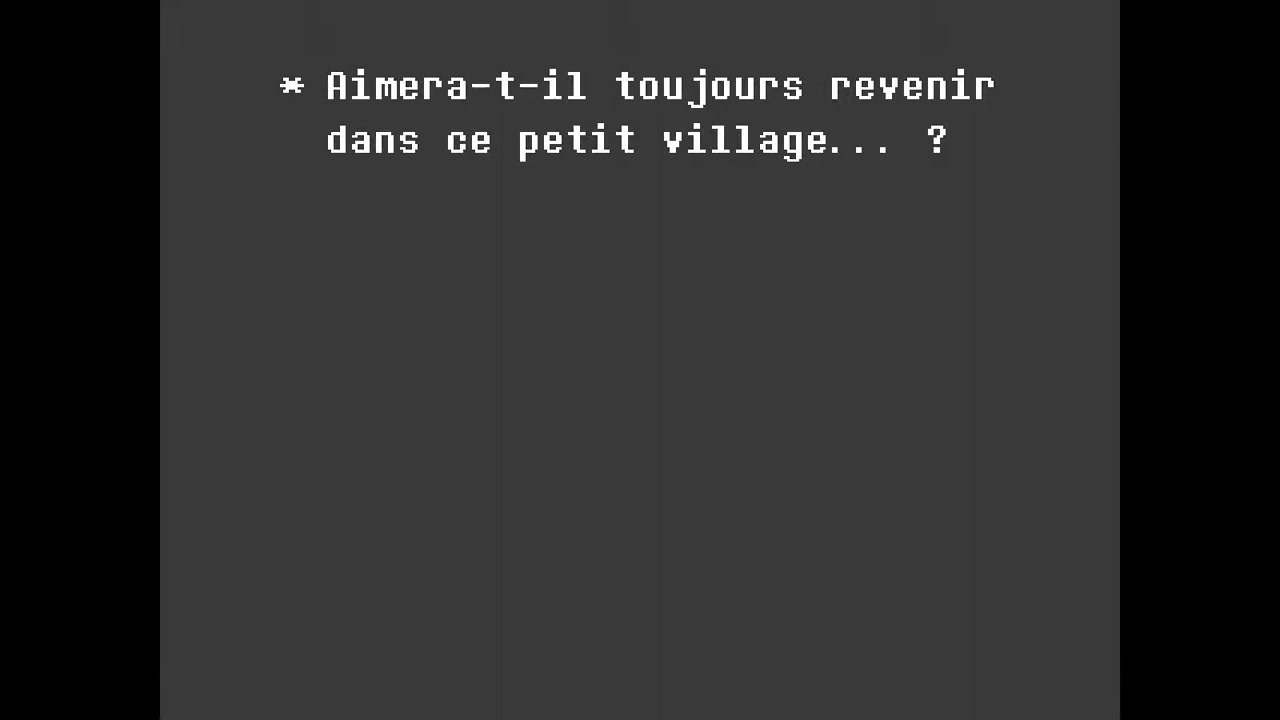 * Aimera-t-il toujours revenir
dans ce petit village... ?